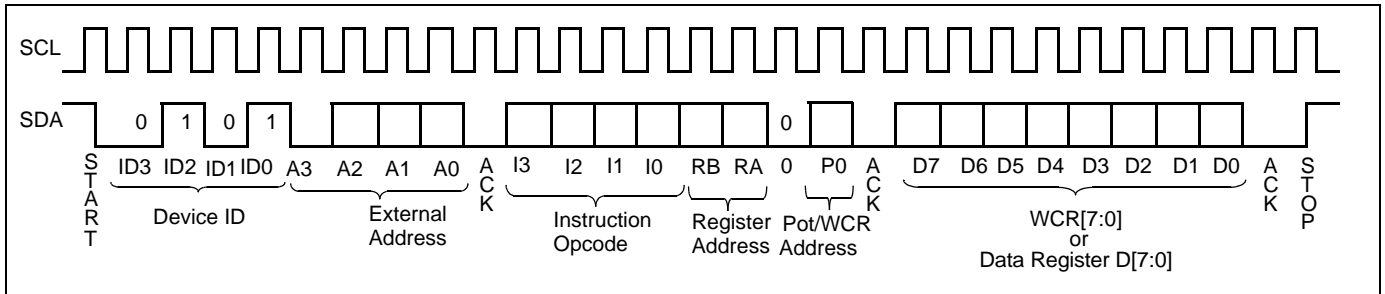 SCL
SDA
0 1 0 1 0
START ID3 ID2 ID1 ID0 A3 A2 A1 A0 ACK I3 I2 I1 I0 RB RA 0 P0 ACK D7 D6 D5 D4 D3 D2 D1 D0 ACK STOP
Device ID
External
Address
Instruction
Opcode
Register
Address
Pot/WCR
Address
WCR[7:0]
or
Data Register D[7:0]